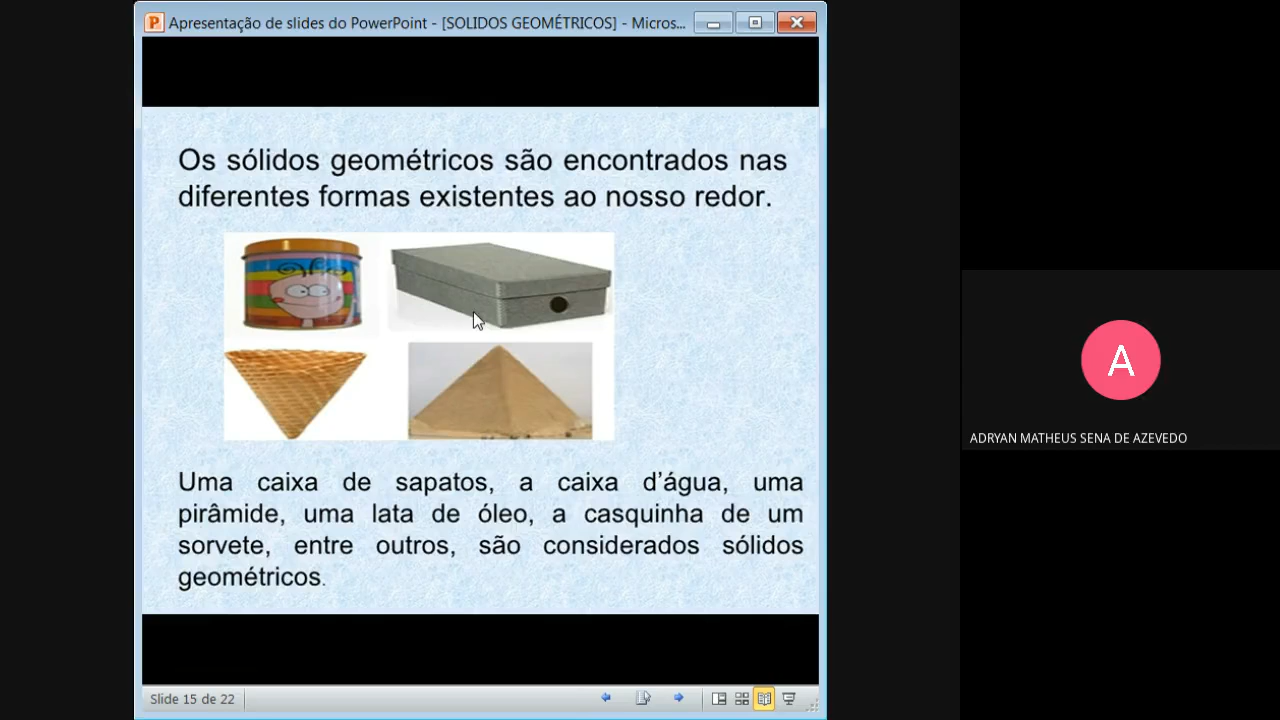 Apresentação de slides do PowerPoint - [SOLIDOS GEOMÉTRICOS] - Micros...
Os sólidos geométricos são encontrados nas
diferentes formas existentes ao nosso redor.
Uma caixa de sapatos, a caixa d’água, uma
pirâmide, uma lata de óleo, a casquinha de um
sorvete, entre outros, são considerados sólidos
geométricos.
Slide 15 de 22
A
ADRYAN MATHEUS SENA DE AZEVEDO